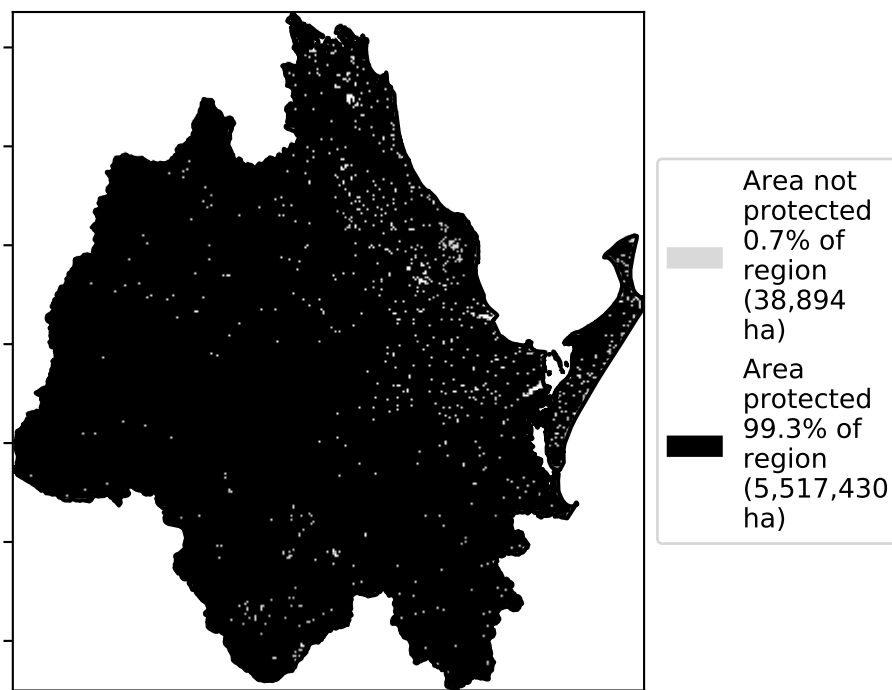 Area not
protected
0.7% of
region
(38,894
ha)
Area
protected
99.3% of
region
(5,517,430
ha)